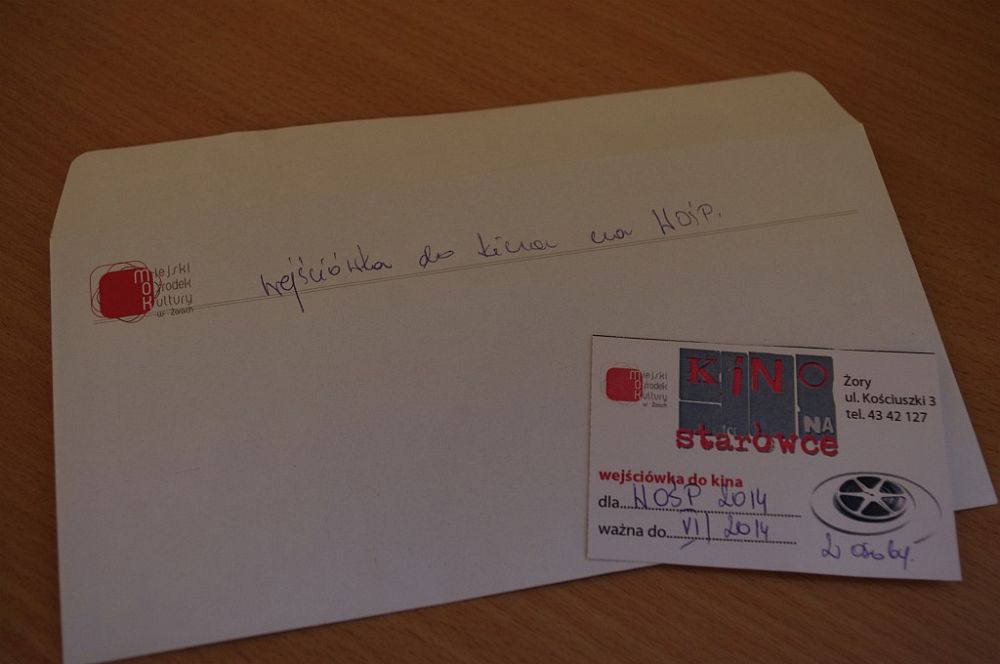 wejściówka do kina na WOŚP.
Miejski
Ośrodek
Kultury
w Żorach
Miejski
Ośrodek
Kultury
w Żorach
KINO
NA
starówce
Żory
ul. Kościuszki 3
tel. 43 42 127
wejściówka do kina
dla....WOŚP 2014
ważna do....VI/2014
2 osoby.